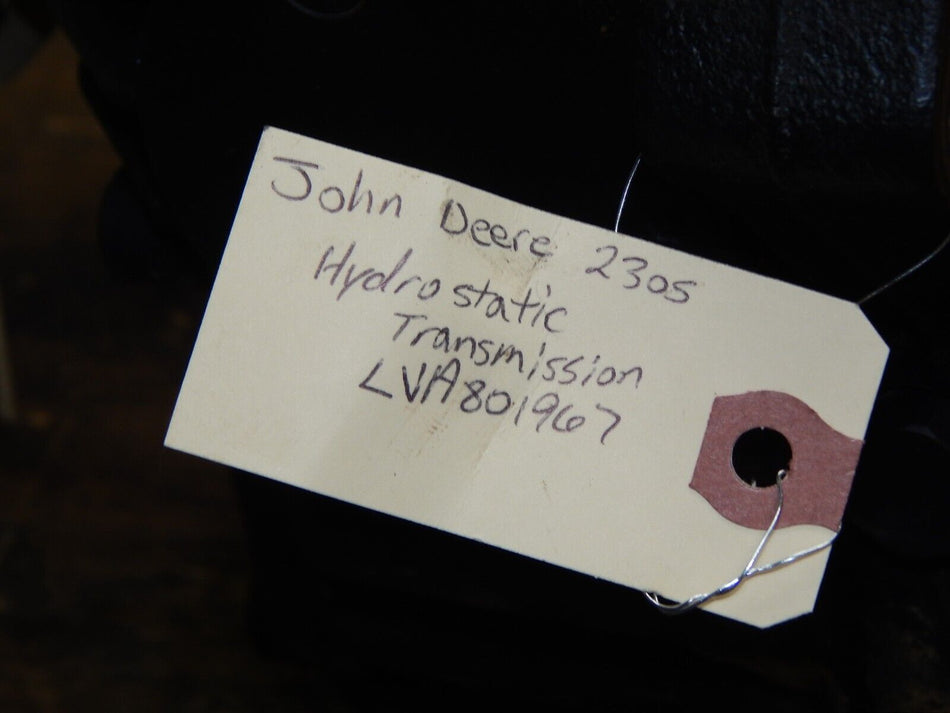 John Deere 2305
Hydrostatic
Transmission
LVA801967